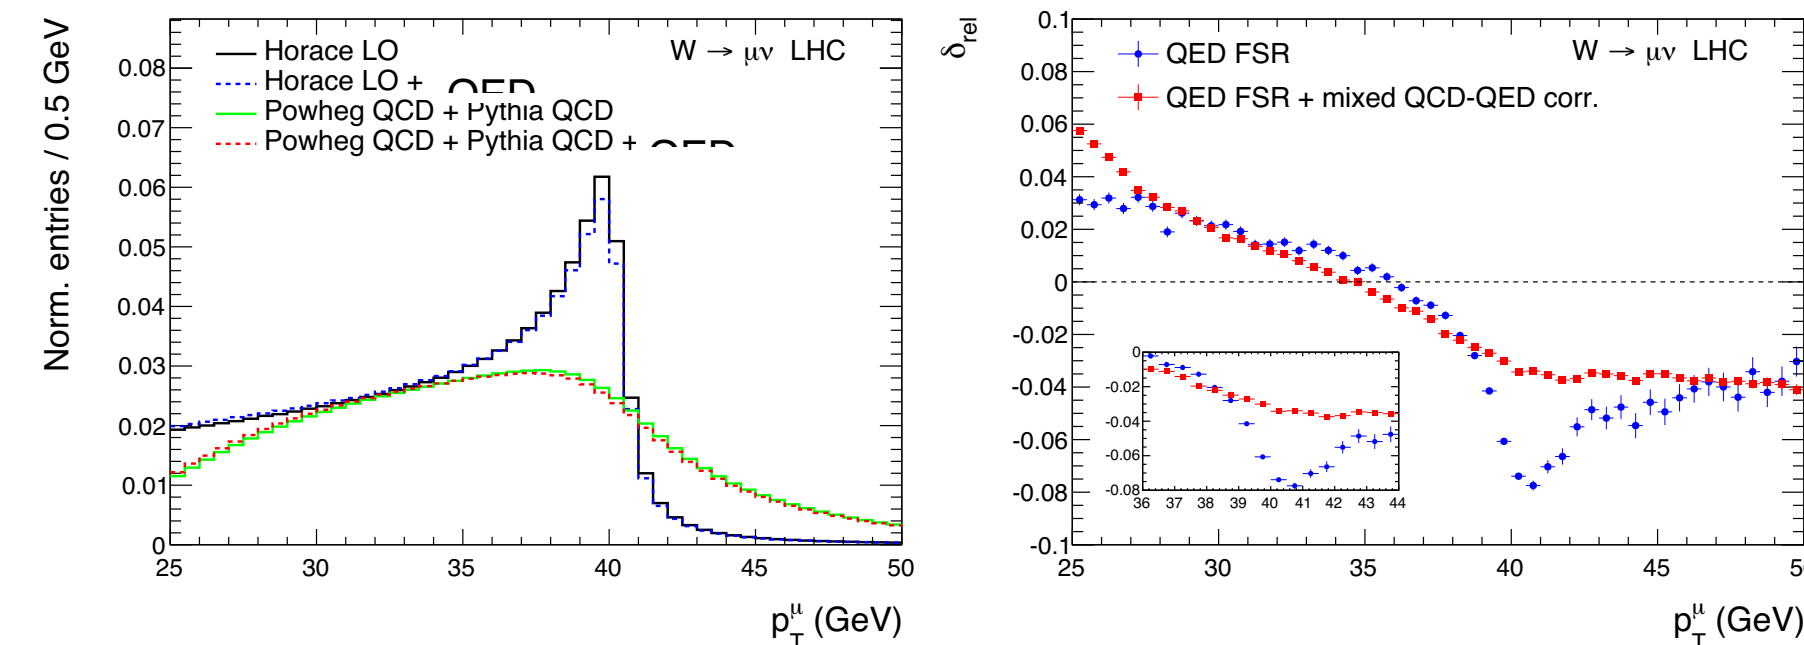 Norm. entries / 0.5 GeV
Horace LO
Horace LO +
Powheg QCD + Pythia QCD
Powheg QCD + Pythia QCD +
W → μν LHC
0.08
0.07
0.06
0.05
0.04
0.03
0.02
0.01
0
25 30 35 40 45 50
p_T^μ (GeV)
δ_rel
QED FSR
QED FSR + mixed QCD-QED corr.
W → μν LHC
0.1
0.08
0.06
0.04
0.02
0
-0.02
-0.04
-0.06
-0.08
-0.1
25 30 35 40 45
0
-0.02
-0.04
-0.06
-0.08
36 37 38 39 40 41 42 43 44
p_T^μ (GeV)